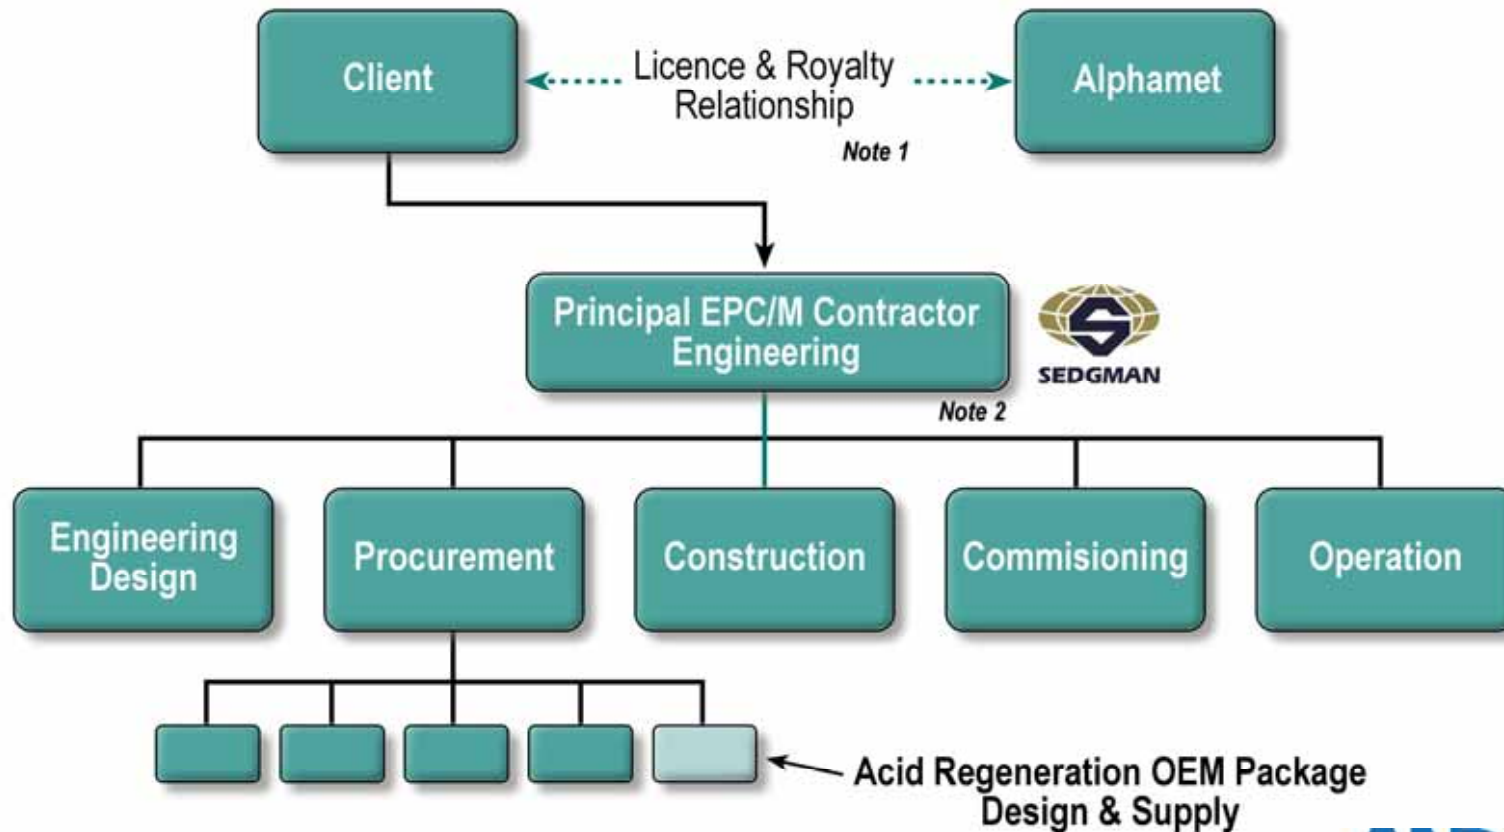 Client
Licence & Royalty
Relationship
Alphamet
Note 1
Principal EPC/M Contractor
Engineering
SEDGMAN
Note 2
Engineering
Design
Procurement
Construction
Commisioning
Operation
Acid Regeneration OEM Package
Design & Supply